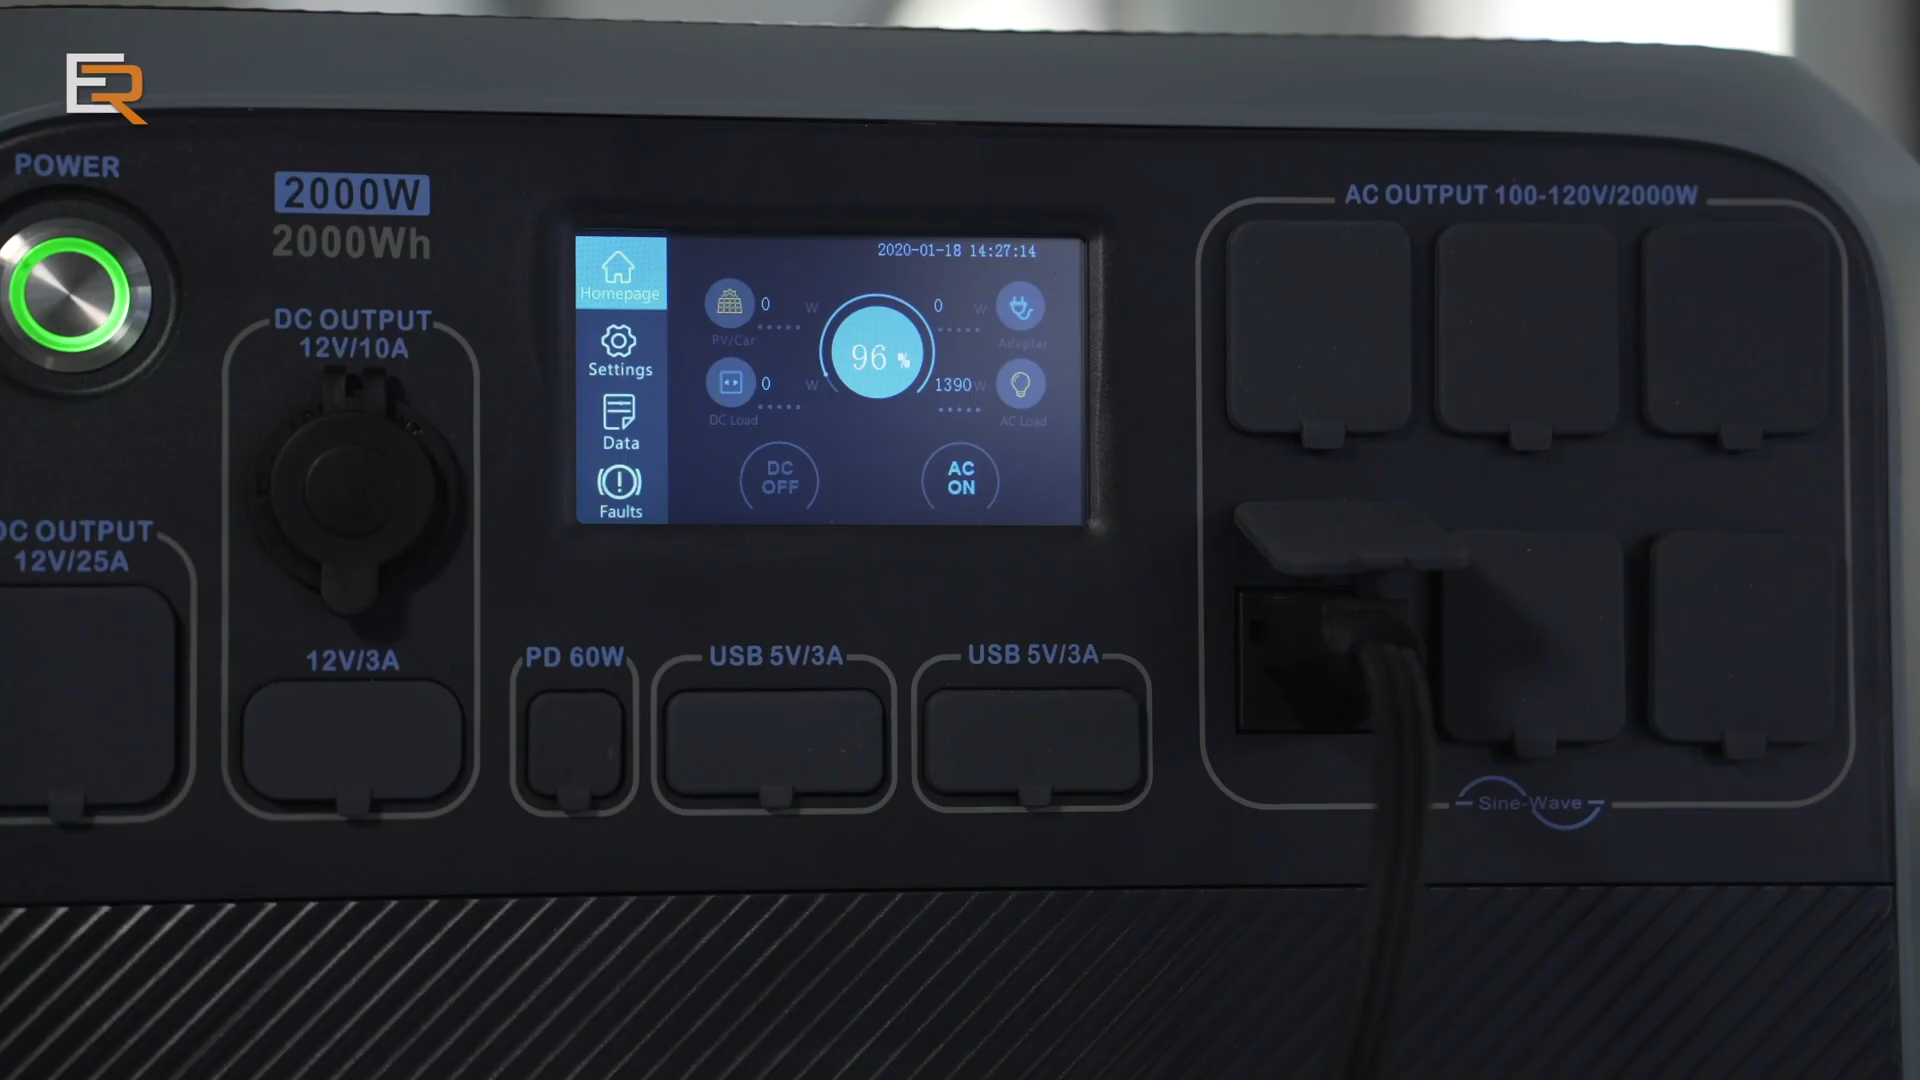 ER
POWER
2000W
2000Wh
DC OUTPUT
12V/10A
DC OUTPUT
12V/25A
12V/3A
2020-01-18 14:27:14
Homepage
Settings
Data
Faults
0 W
PV/Car
0 W
DC Load
96 %
0 W
Adapter
1390 W
AC Load
DC
OFF
AC
ON
PD 60W
USB 5V/3A
USB 5V/3A
AC OUTPUT 100-120V/2000W
Sine-Wave